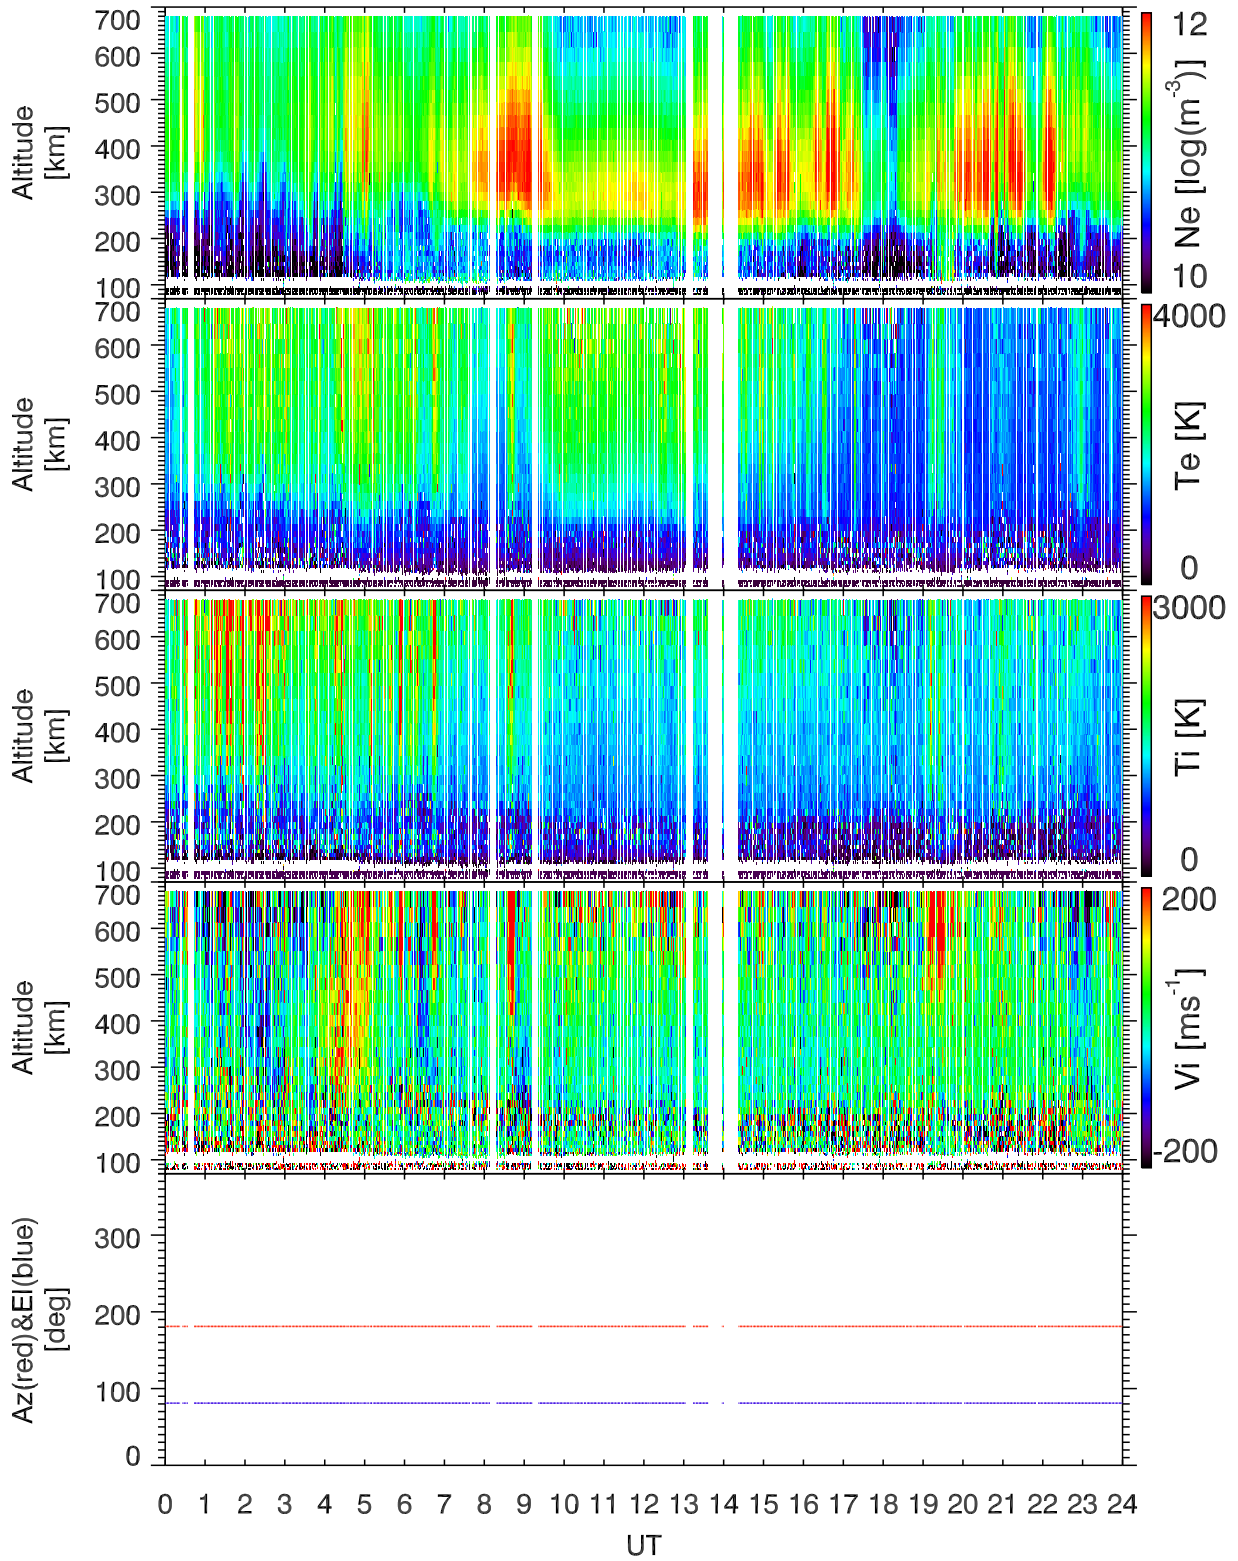 700
600
500
400
300
200
100
Altitude
[km]
12
Ne [log(m⁻³)]
10
700
600
500
400
300
200
100
Altitude
[km]
4000
Te [K]
0
700
600
500
400
300
200
100
Altitude
[km]
3000
Ti [K]
0
700
600
500
400
300
200
100
Altitude
[km]
200
Vi [ms⁻¹]
-200
300
200
100
0
Az(red)&El(blue)
[deg]
0 1 2 3 4 5 6 7 8 9 10 11 12 13 14 15 16 17 18 19 20 21 22 23 24
UT